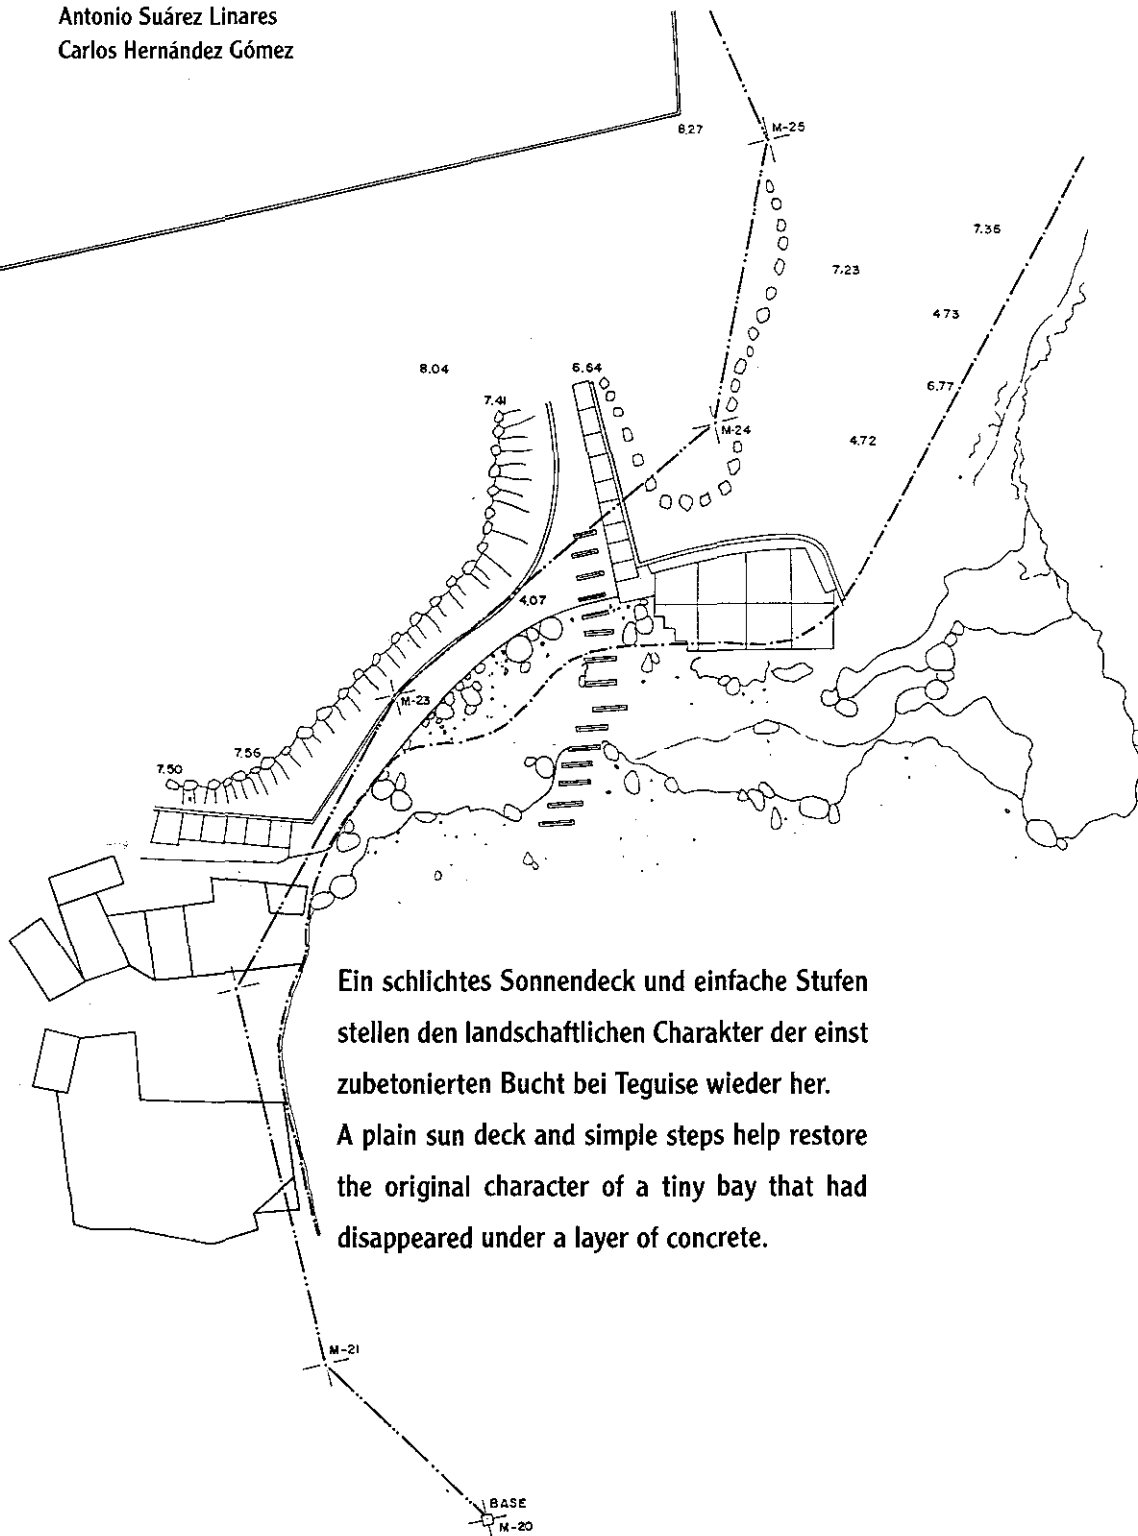 Antonio Suárez Linares
Carlos Hernández Gómez
8.27
M-25
7.35
7.23
4.73
8.04
6.64
6.77
7.41
M-24
4.72
4.07
M-23
7.56
7.50
Ein schlichtes Sonnendeck und einfache Stufen
stellen den landschaftlichen Charakter der einst
zubetonierten Bucht bei Teguise wieder her.
A plain sun deck and simple steps help restore
the original character of a tiny bay that had
disappeared under a layer of concrete.
M-21
BASE
M-20